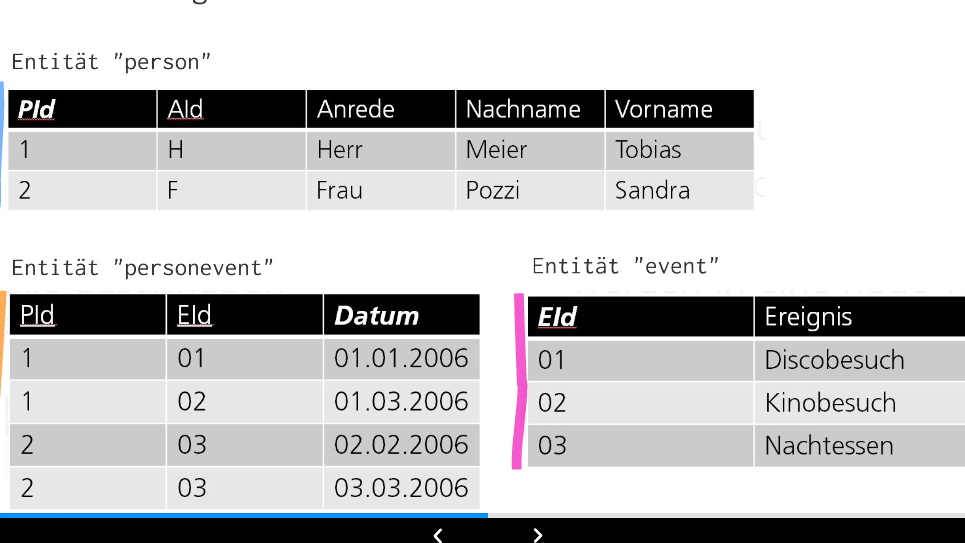 Entität "person"
PId AId Anrede Nachname Vorname
1 H Herr Meier Tobias
2 F Frau Pozzi Sandra
Entität "personevent"
PId EId Datum
1 01 01.01.2006
1 02 01.03.2006
2 03 02.02.2006
2 03 03.03.2006
Entität "event"
EId Ereignis
01 Discobesuch
02 Kinobesuch
03 Nachtessen